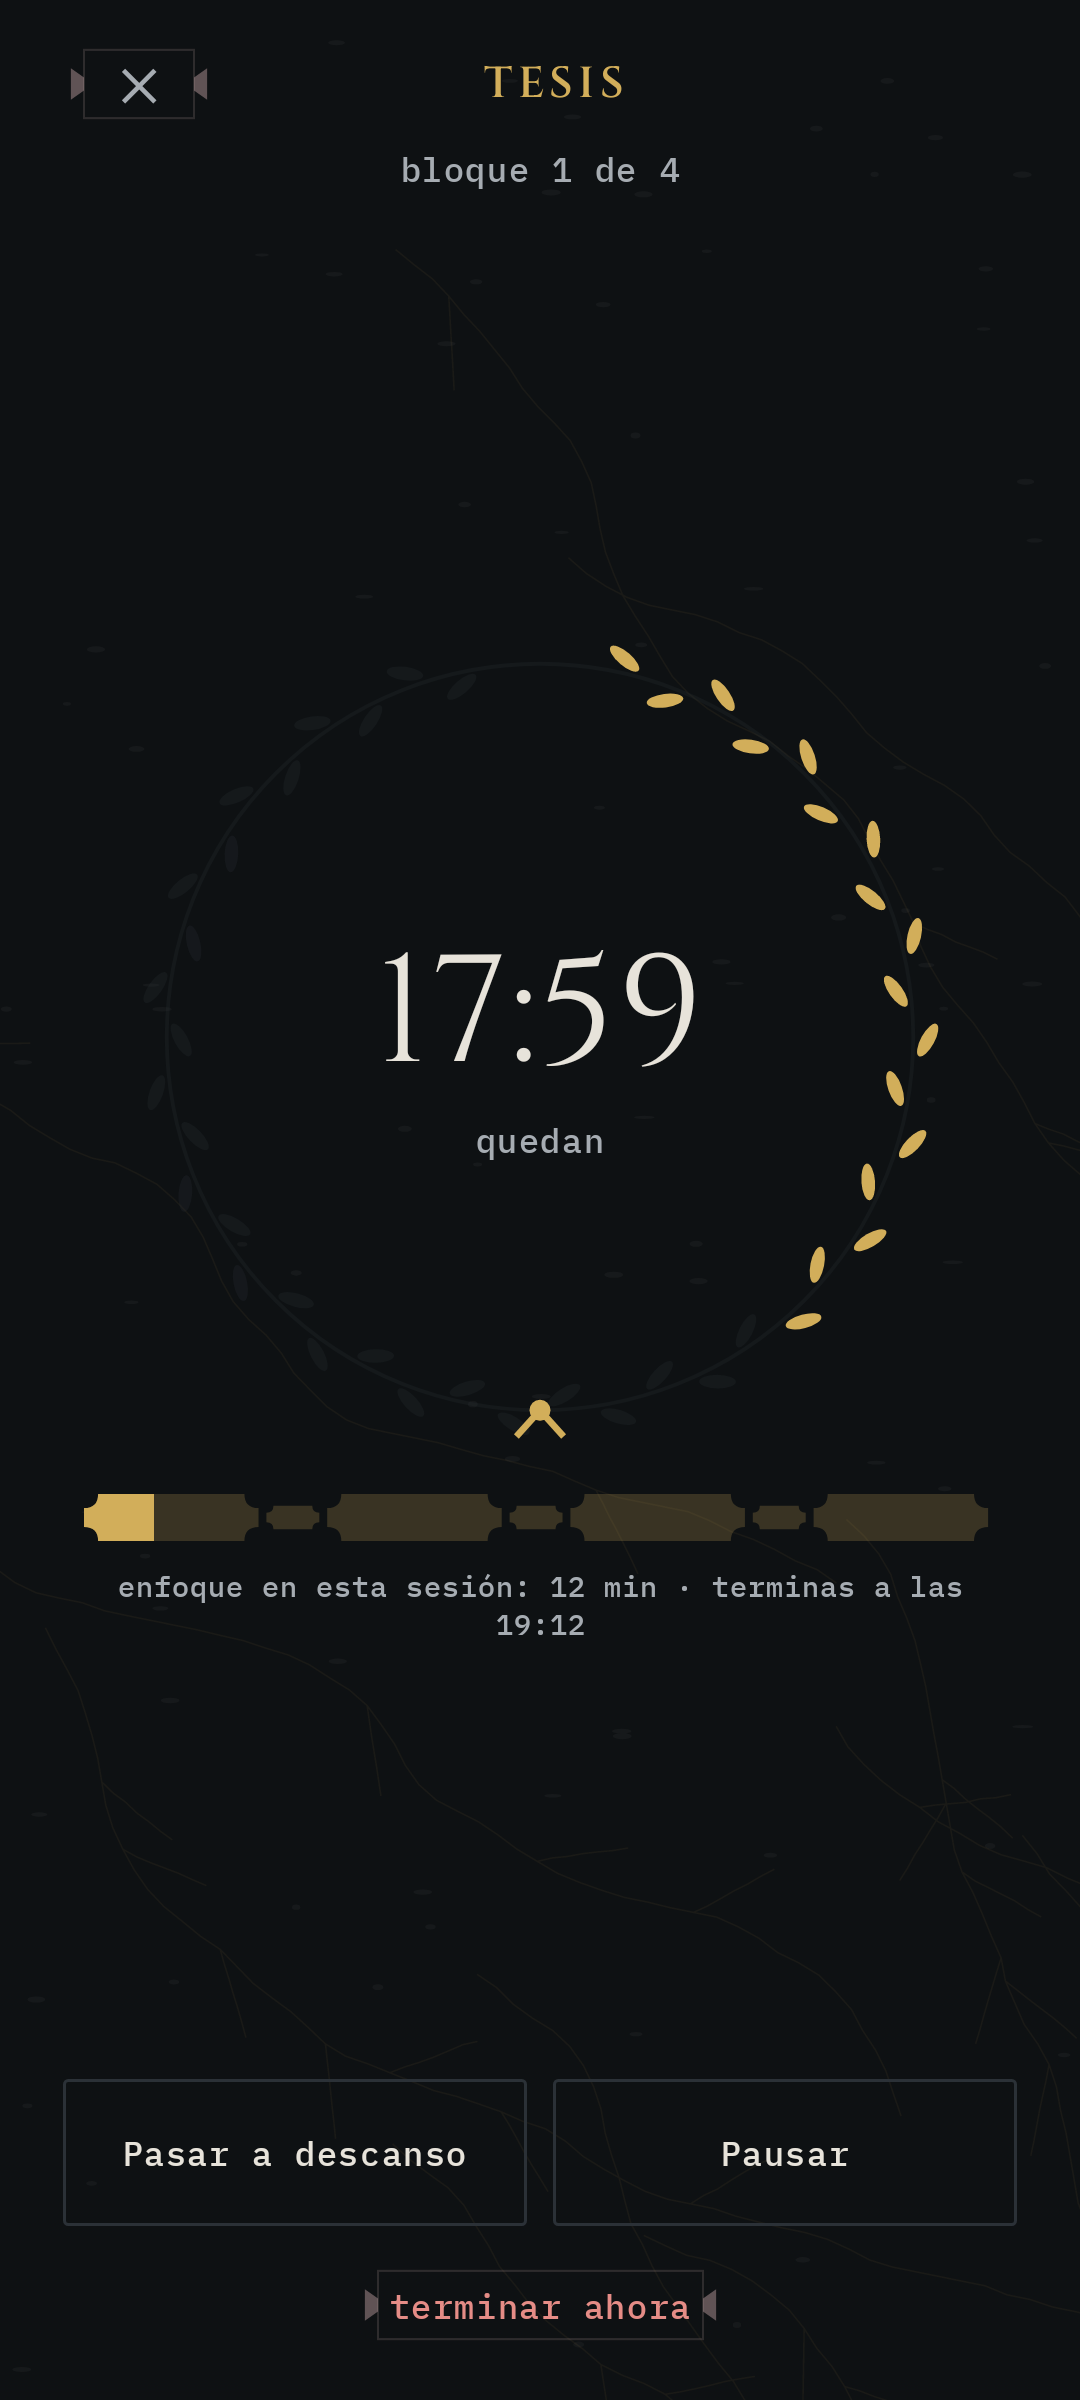 TESIS
bloque 1 de 4
17:59
quedan
enfoque en esta sesión: 12 min · terminas a las
19:12
Pasar a descanso
Pausar
terminar ahora